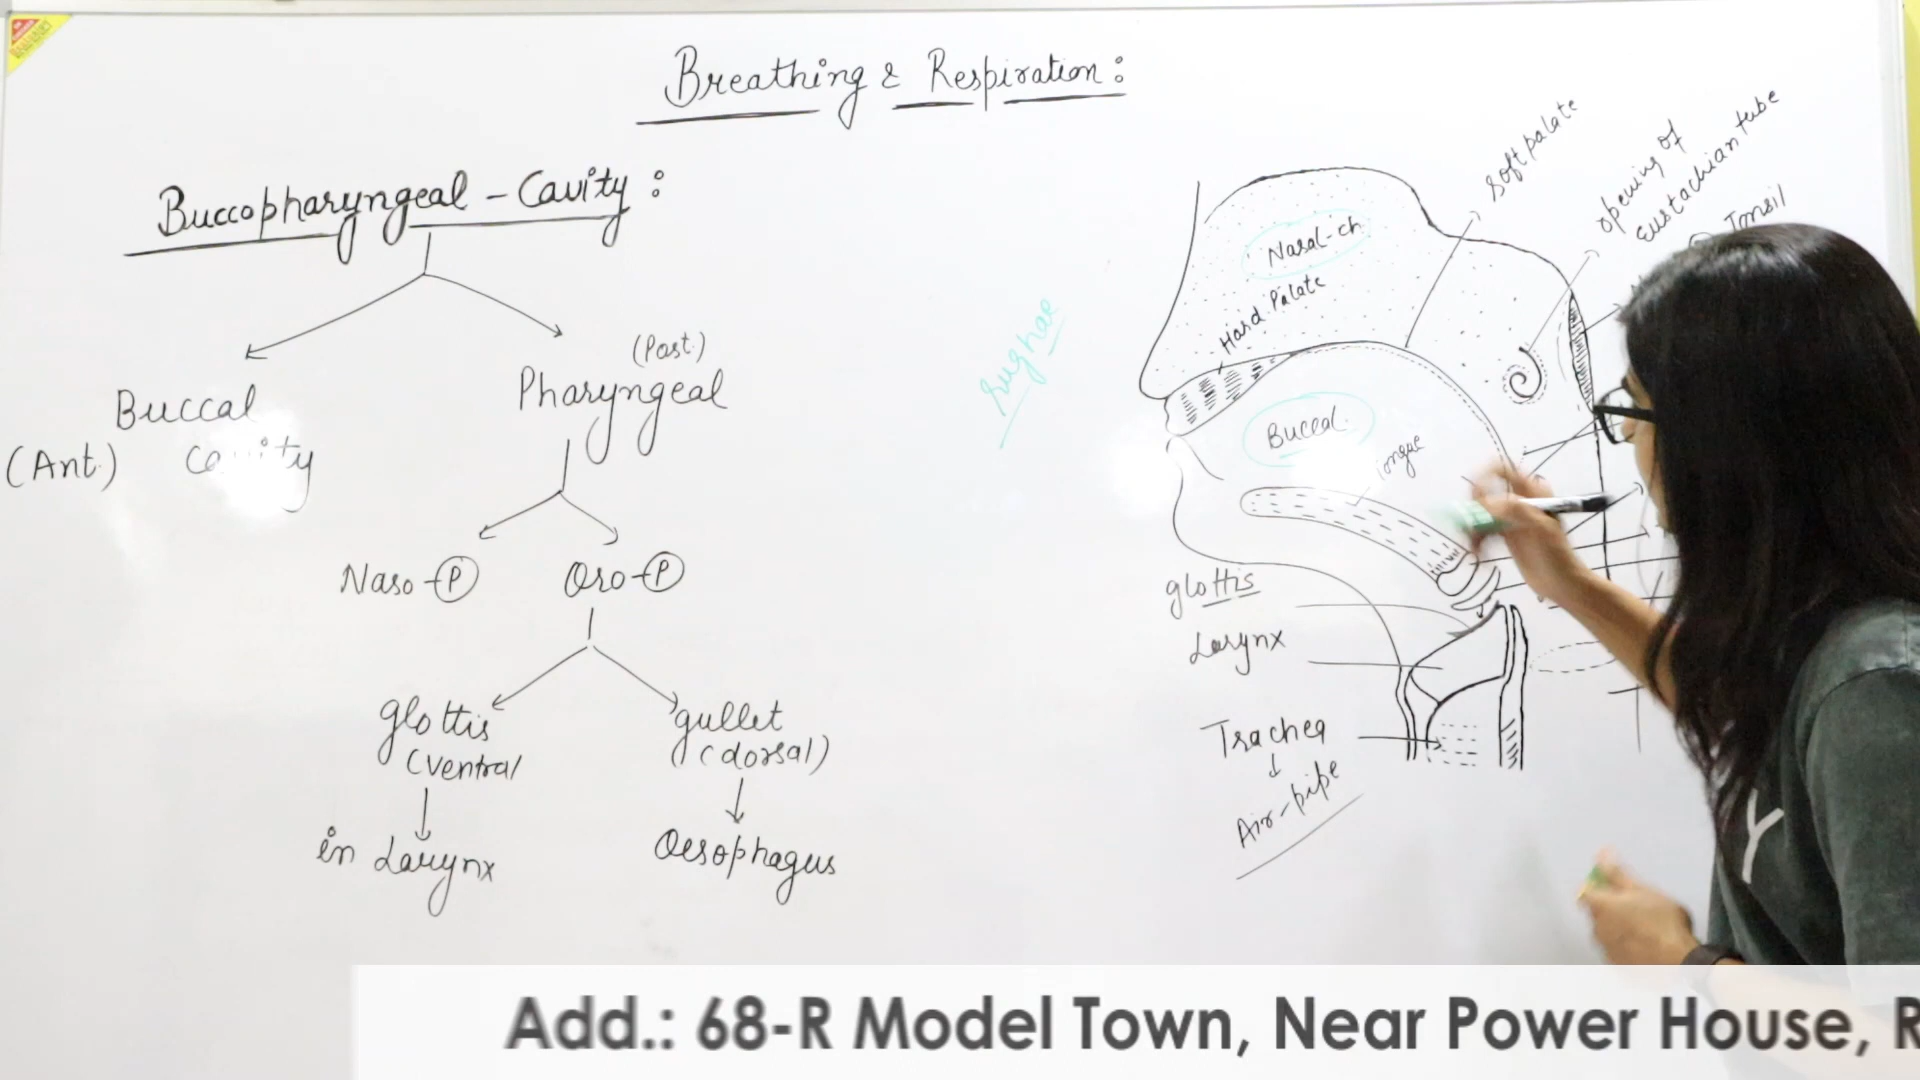 Breathing & Respiration :
Buccopharyngeal - Cavity :
Buccal
(Ant.) Cavity
(Post.)
Pharyngeal
Naso - P
Oro - P
glottis
(ventral
gullet
(dorsal)
in Larynx
Oesophagus
rughae
soft palate
opening of
Eustachian tube
Tonsil
Nasal-ch.
Hard Palate
Buccal
Tongue
glottis
Larynx
Trachea
Air-pipe
Add.: 68-R Model Town, Near Power House, R